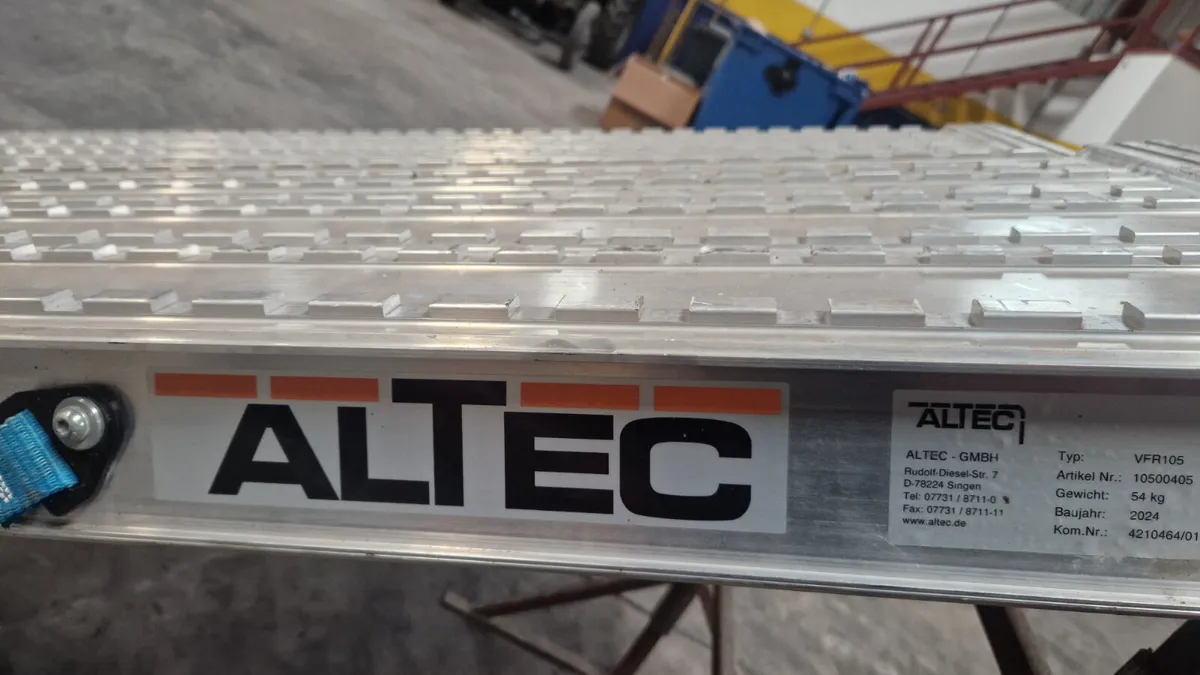 ALTEC
ALTEC
ALTEC - GMBH
Rudolf-Diesel-Str. 7
D-78224 Singen
Tel: 07731 / 8711-0
Fax: 07731 / 8711-11
www.altec.de
Typ: VFR105
Artikel Nr.: 10500405
Gewicht: 54 kg
Baujahr: 2024
Kom.Nr.: 4210464/01